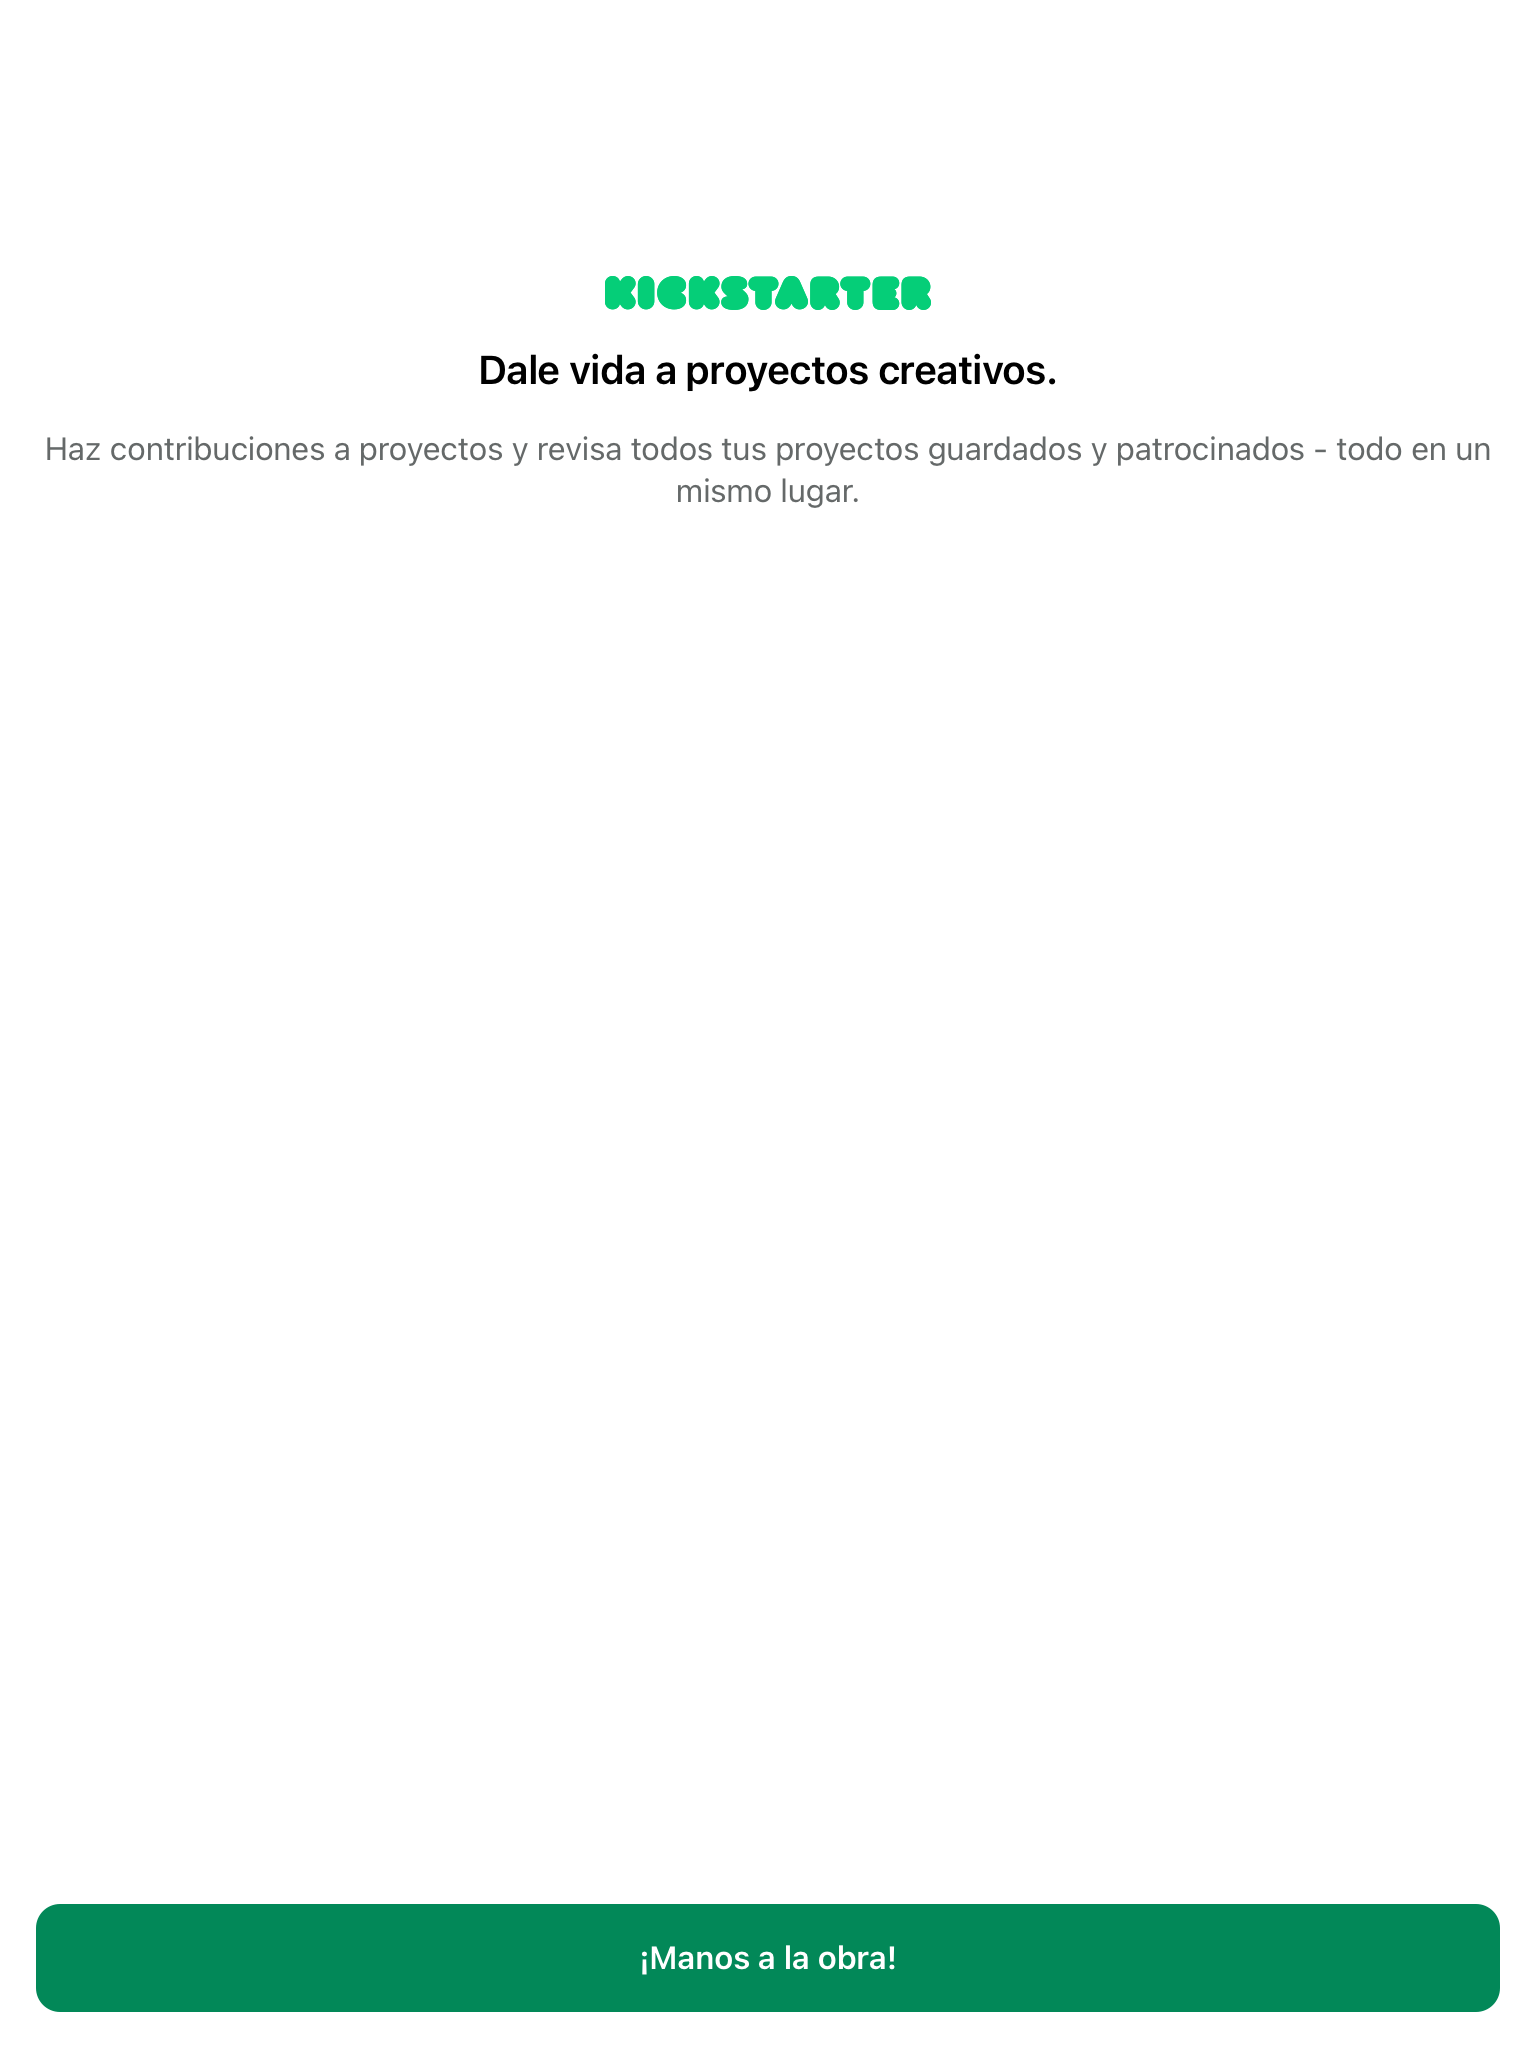 KICKSTARTER
Dale vida a proyectos creativos.
Haz contribuciones a proyectos y revisa todos tus proyectos guardados y patrocinados - todo en un
mismo lugar.
¡Manos a la obra!